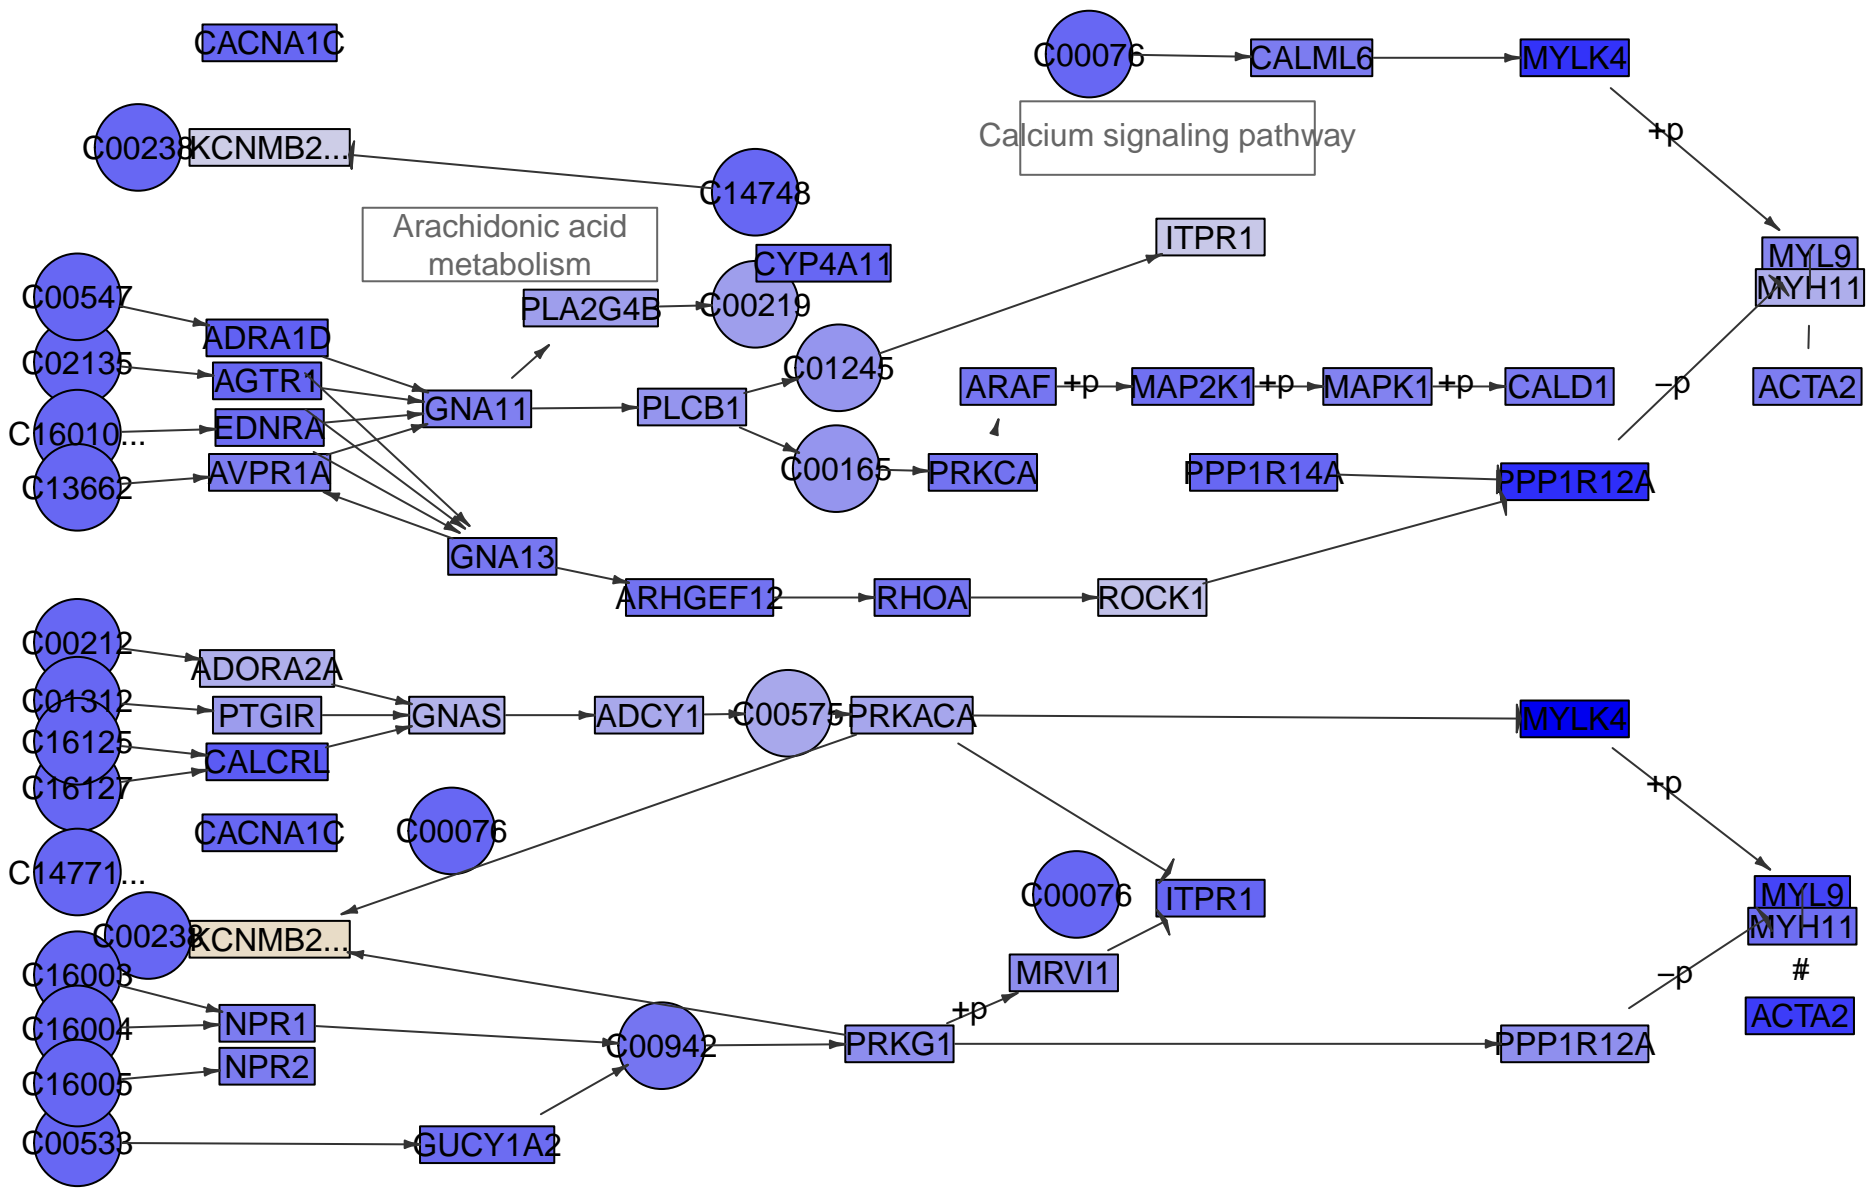 CACNA1C
C00076
CALML6
MYLK4
+p
Calcium signaling pathway
C00238
KCNMB2...
C14748
Arachidonic acid
metabolism
ITPR1
CYP4A11
MYL9
MYH11
C00547
PLA2G4B
C00219
ADRA1D
C02135
AGTR1
C01245
ARAF
+p
MAP2K1
+p
MAPK1
+p
CALD1
−p
ACTA2
GNA11
PLCB1
C16010...
EDNRA
C13662
AVPR1A
C00165
PRKCA
PPP1R14A
PPP1R12A
GNA13
ARHGEF12
RHOA
ROCK1
C00212
ADORA2A
C01312
PTGIR
GNAS
ADCY1
C00575
PRKACA
MYLK4
C16125
CALCRL
C16127
+p
CACNA1C
C00076
C14771...
C00076
ITPR1
MYL9
MYH11
C00238
KCNMB2...
C16003
MRVI1
−p
#
+p
ACTA2
C16004
NPR1
C00942
PRKG1
PPP1R12A
C16005
NPR2
C00533
GUCY1A2